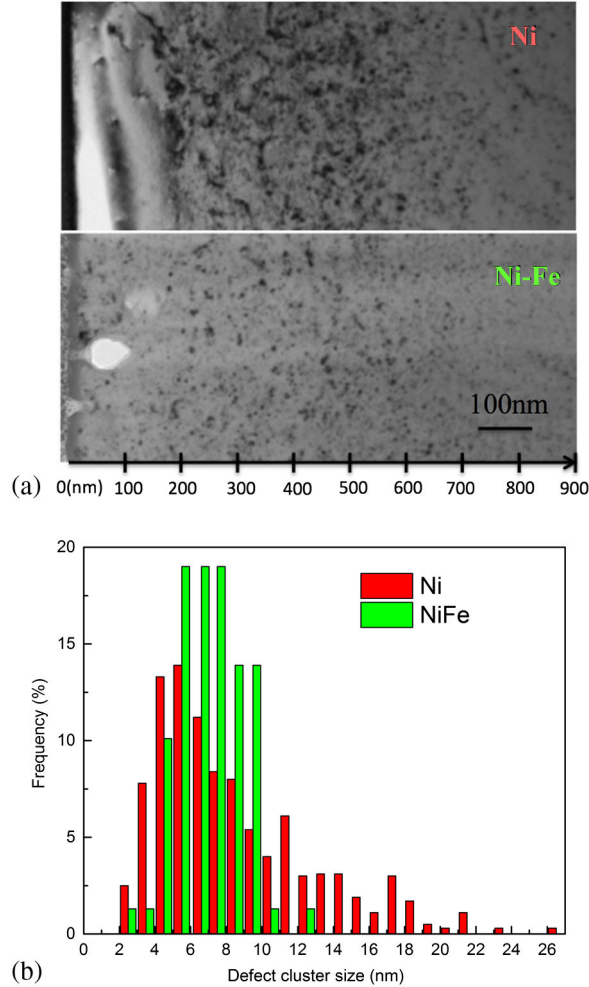 Ni
Ni-Fe
100nm
(a) 0(nm) 100 200 300 400 500 600 700 800 900
20
15
10
5
0
Frequency (%)
Ni
NiFe
0 2 4 6 8 10 12 14 16 18 20 22 24 26
(b) Defect cluster size (nm)